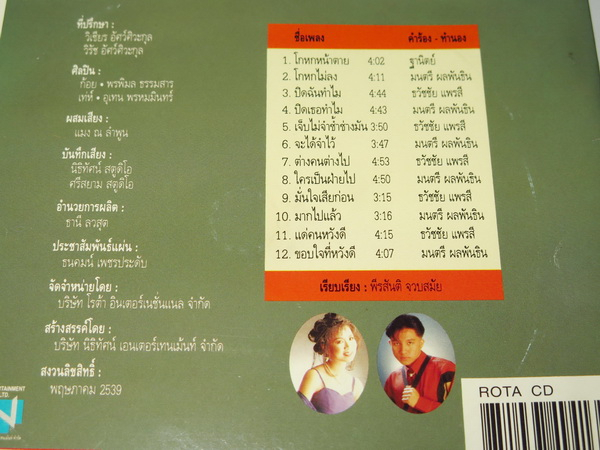 ที่ปรึกษา :
วิเชียร อัศว์ศิวะกุล
วิรัช อัศว์ศิวะกุล
ศิลปิน :
ก้อย • พรพิมล ธรรมสาร
เท่ห์ • อุเทน พรหมมินทร์
ผสมเสียง :
แมง ณ ลำพูน
บันทึกเสียง :
นิธิทัศน์ สตูดิโอ
ศรีสยาม สตูดิโอ
อำนวยการผลิต :
ธานี ลวสุต
ประชาสัมพันธ์แผ่น :
ธนคมน์ เพชรประดับ
จัดจำหน่ายโดย :
บริษัท โรต้า อินเตอร์เนชั่นแนล จำกัด
สร้างสรรค์โดย :
บริษัท นิธิทัศน์ เอนเตอร์เทนเม้นท์ จำกัด
สงวนลิขสิทธิ์ :
พฤษภาคม 2539
ชื่อเพลง คำร้อง - ทำนอง
1. โกหกหน้าตาย 4:02 ฐานิตย์
2. โกหกไม่ลง 4:11 มนตรี ผลพันธิน
3. ปิดฉันทำไม 4:44 ธวัชชัย แพรสี
4. ปิดเธอทำไม 4:43 มนตรี ผลพันธิน
5. เจ็บไม่จำซ้ำช่างมัน 3:50 ธวัชชัย แพรสี
6. จะได้จำไว้ 3:47 มนตรี ผลพันธิน
7. ต่างคนต่างไป 4:53 ธวัชชัย แพรสี
8. ใครเป็นฝ่ายไป 4:50 มนตรี ผลพันธิน
9. มั่นใจเสียก่อน 3:15 ธวัชชัย แพรสี
10. มากไปแล้ว 3:16 มนตรี ผลพันธิน
11. แด่คนหวังดี 4:15 ธวัชชัย แพรสี
12. ขอบใจที่หวังดี 4:07 มนตรี ผลพันธิน
เรียบเรียง : พีรสันติ จวบสมัย
ROTA CD